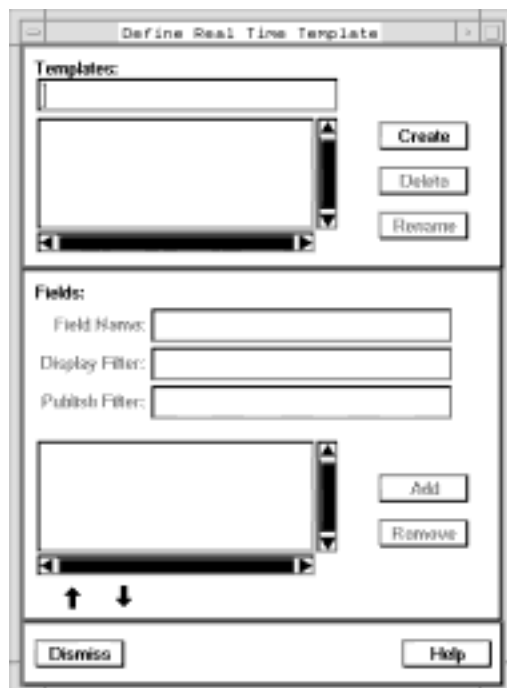 Define Real Time Template
Templates:
Create
Delete
Rename
Fields:
Field Name:
Display Filter:
Publish Filter:
Add
Remove
Dismiss
Help